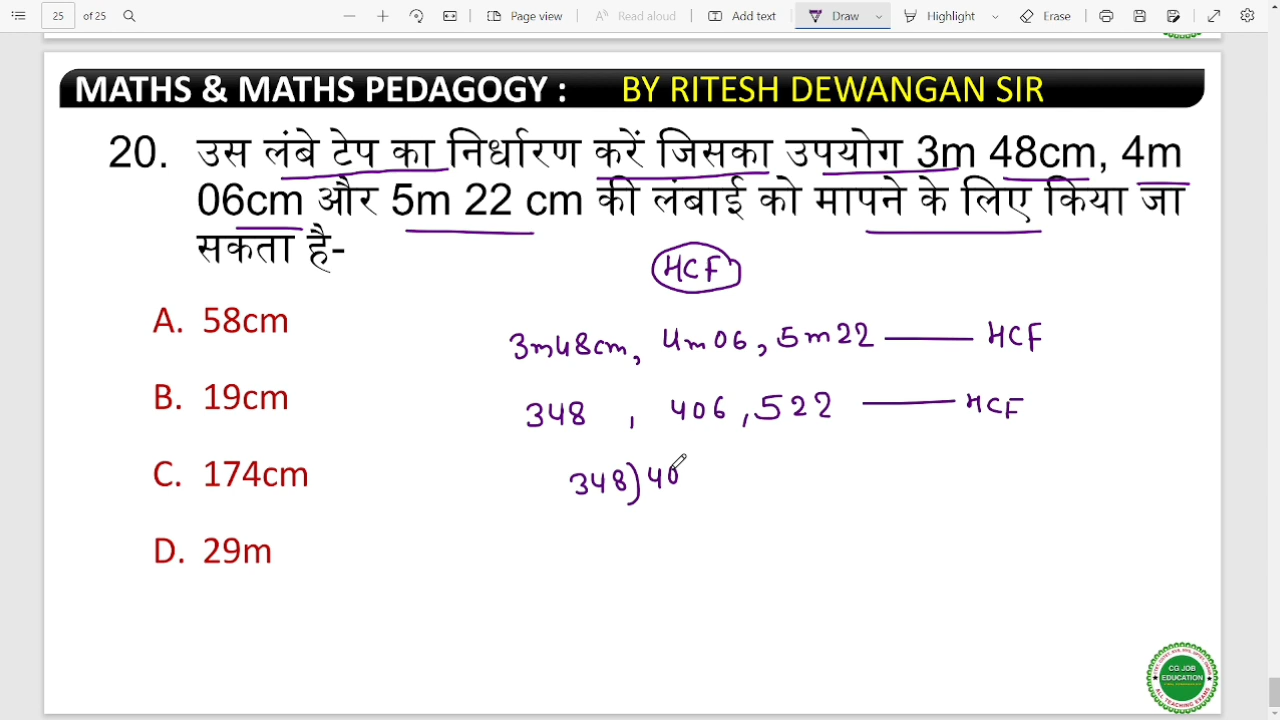 25 of 25 Page view Read aloud Add text Draw Highlight Erase
MATHS & MATHS PEDAGOGY : BY RITESH DEWANGAN SIR
20. उस लंबे टेप का निर्धारण करें जिसका उपयोग 3m 48cm, 4m
06cm और 5m 22 cm की लंबाई को मापने के लिए किया जा
सकता है-
HCF
A. 58cm
3m48cm, 4m06, 5m22 —— HCF
B. 19cm
348 , 406, 522 —— HCF
C. 174cm
348)40
D. 29m
CG JOB
EDUCATION